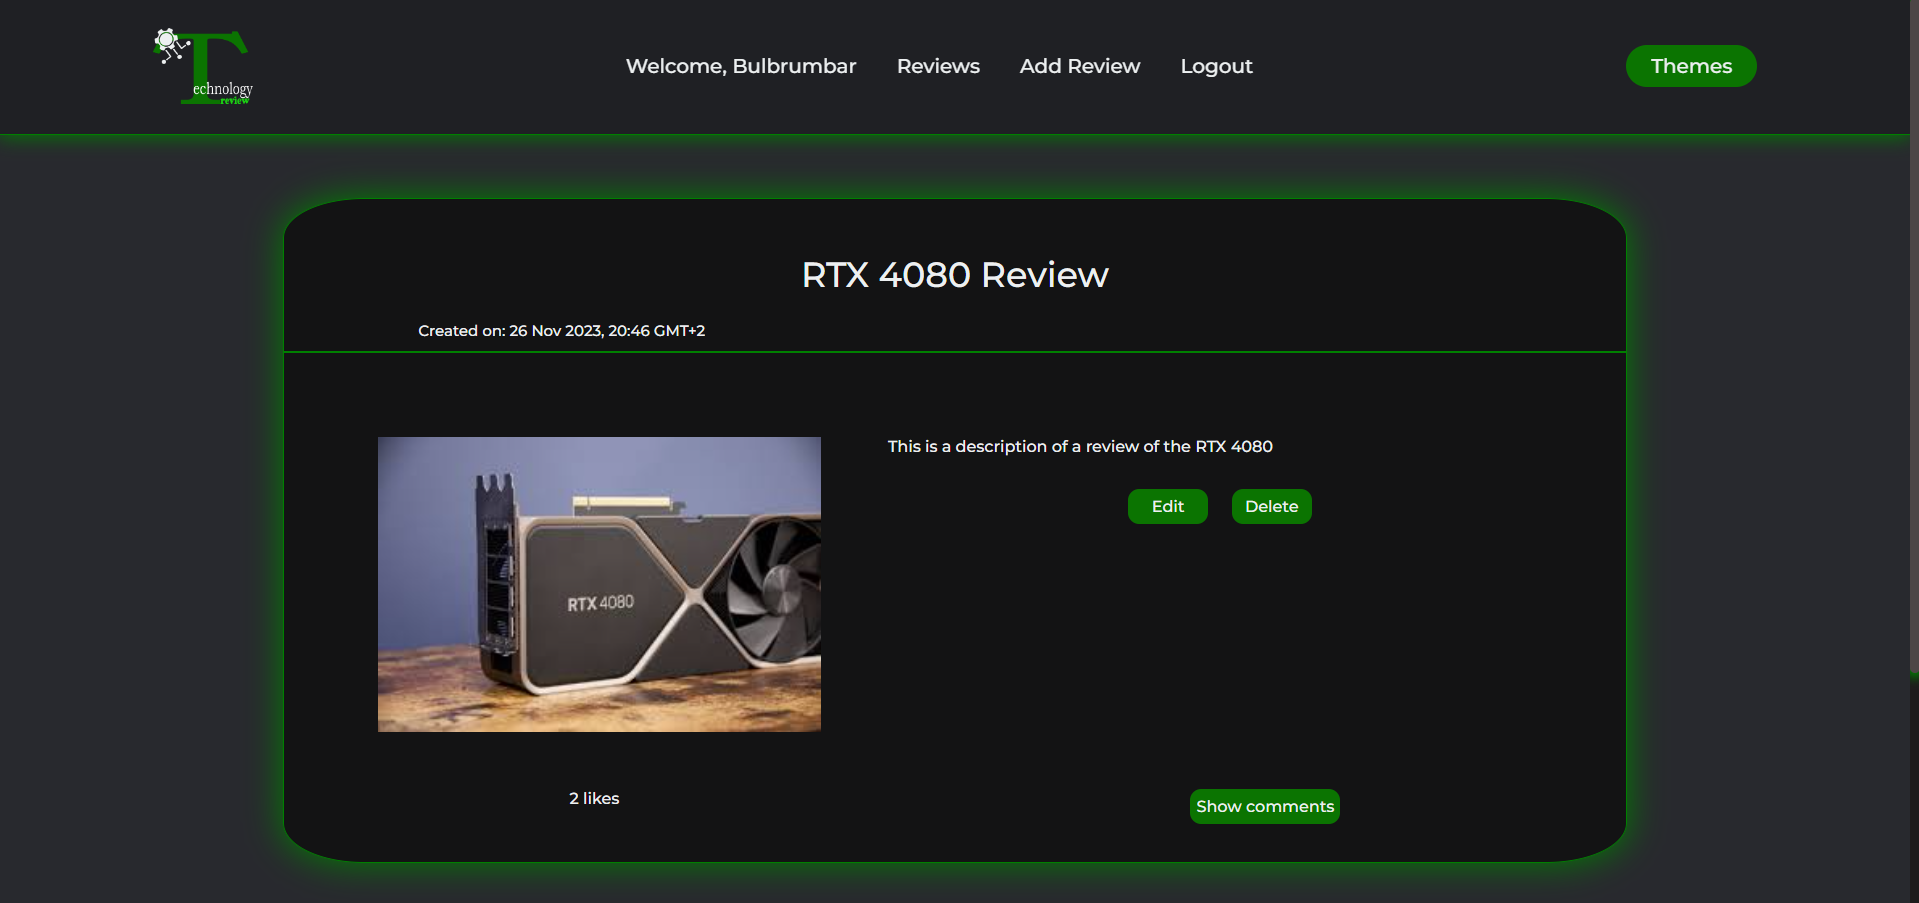 Technology
review
Welcome, Bulbrumbar
Reviews
Add Review
Logout
Themes
RTX 4080 Review
Created on: 26 Nov 2023, 20:46 GMT+2
This is a description of a review of the RTX 4080
Edit
Delete
RTX 4080
2 likes
Show comments